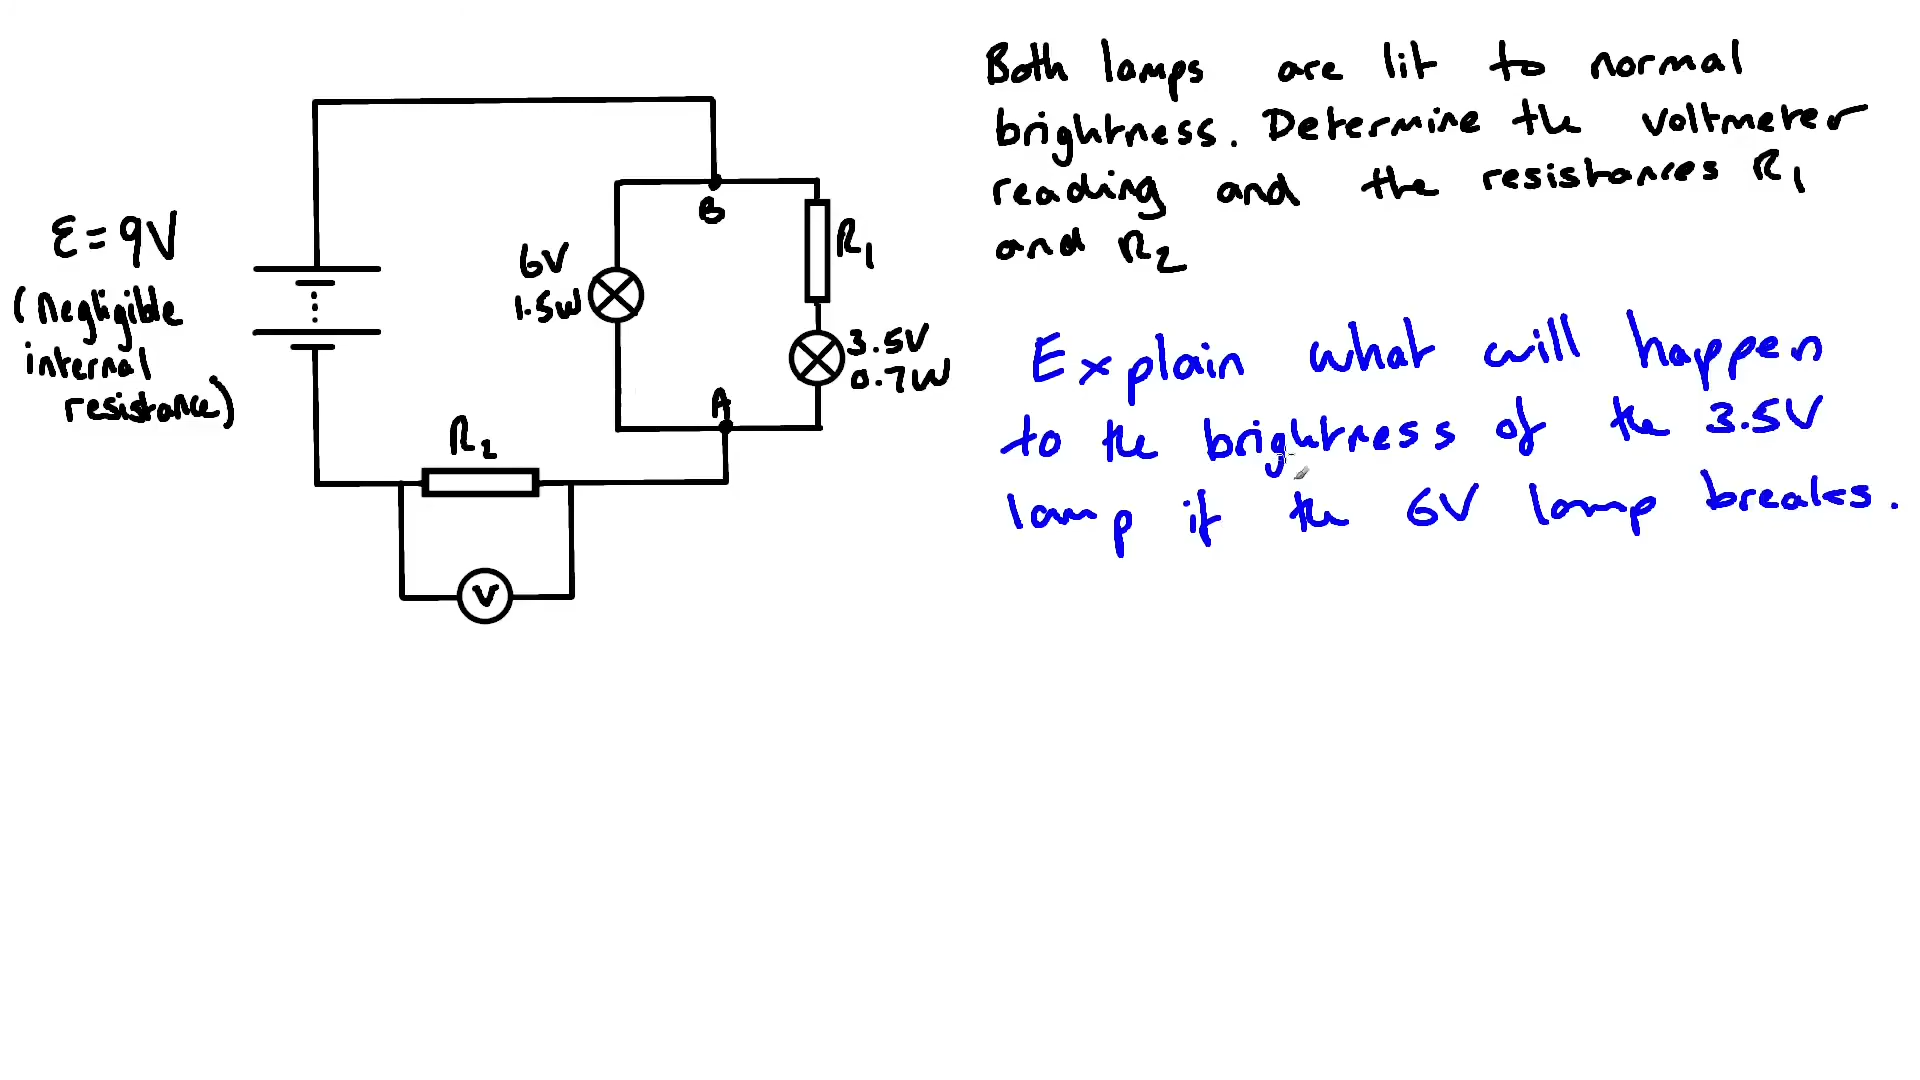 Both lamps are lit to normal
brightness. Determine the voltmeter
reading and the resistances R1
and R2
ε=9V
(negligible
internal
resistance)
B
R1
6V
1.5W
3.5V
0.7W
A
R2
V
Explain what will happen
to the brightness of the 3.5V
lamp if the 6V lamp breaks.